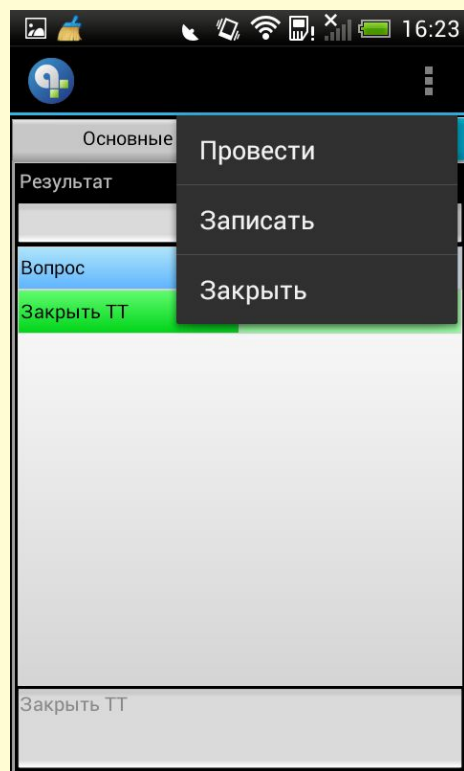 16:23
Основные
Провести
Результат
Записать
Вопрос
Закрыть
Закрыть ТТ
Закрыть ТТ